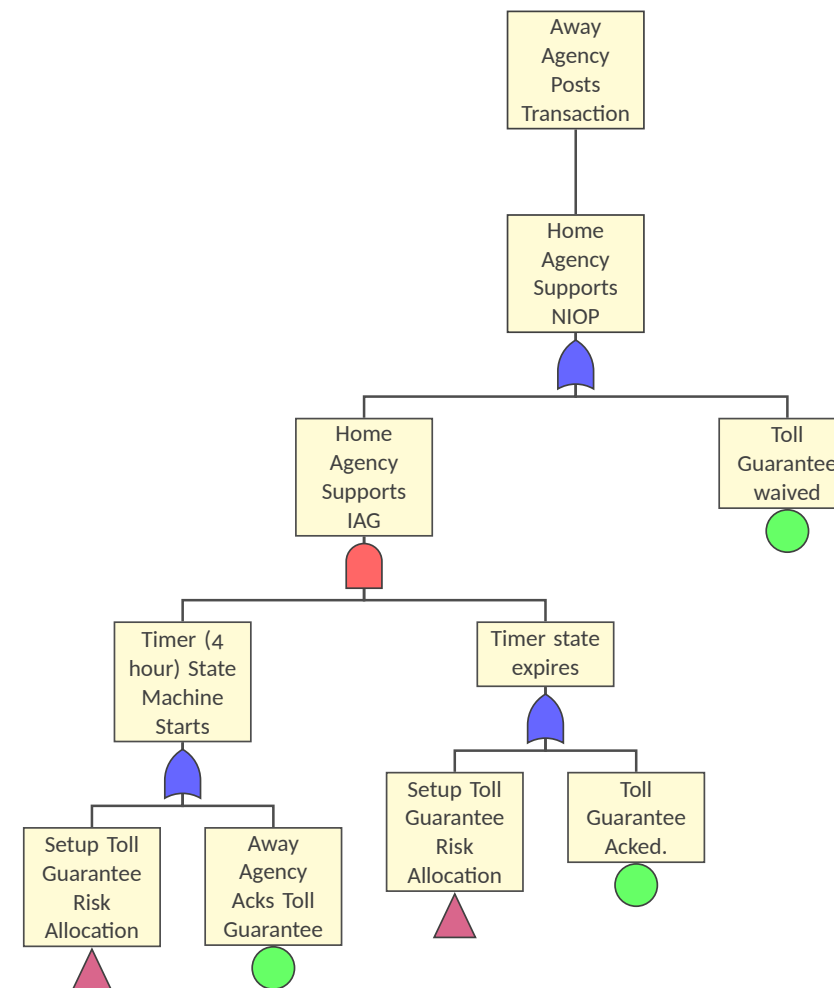 Away
Agency
Posts
Transaction
Home
Agency
Supports
NIOP
Home
Agency
Supports
IAG
Toll
Guarantee
waived
Timer (4
hour) State
Machine
Starts
Timer state
expires
Setup Toll
Guarantee
Risk
Allocation
Toll
Guarantee
Acked.
Setup Toll
Guarantee
Risk
Allocation
Away
Agency
Acks Toll
Guarantee